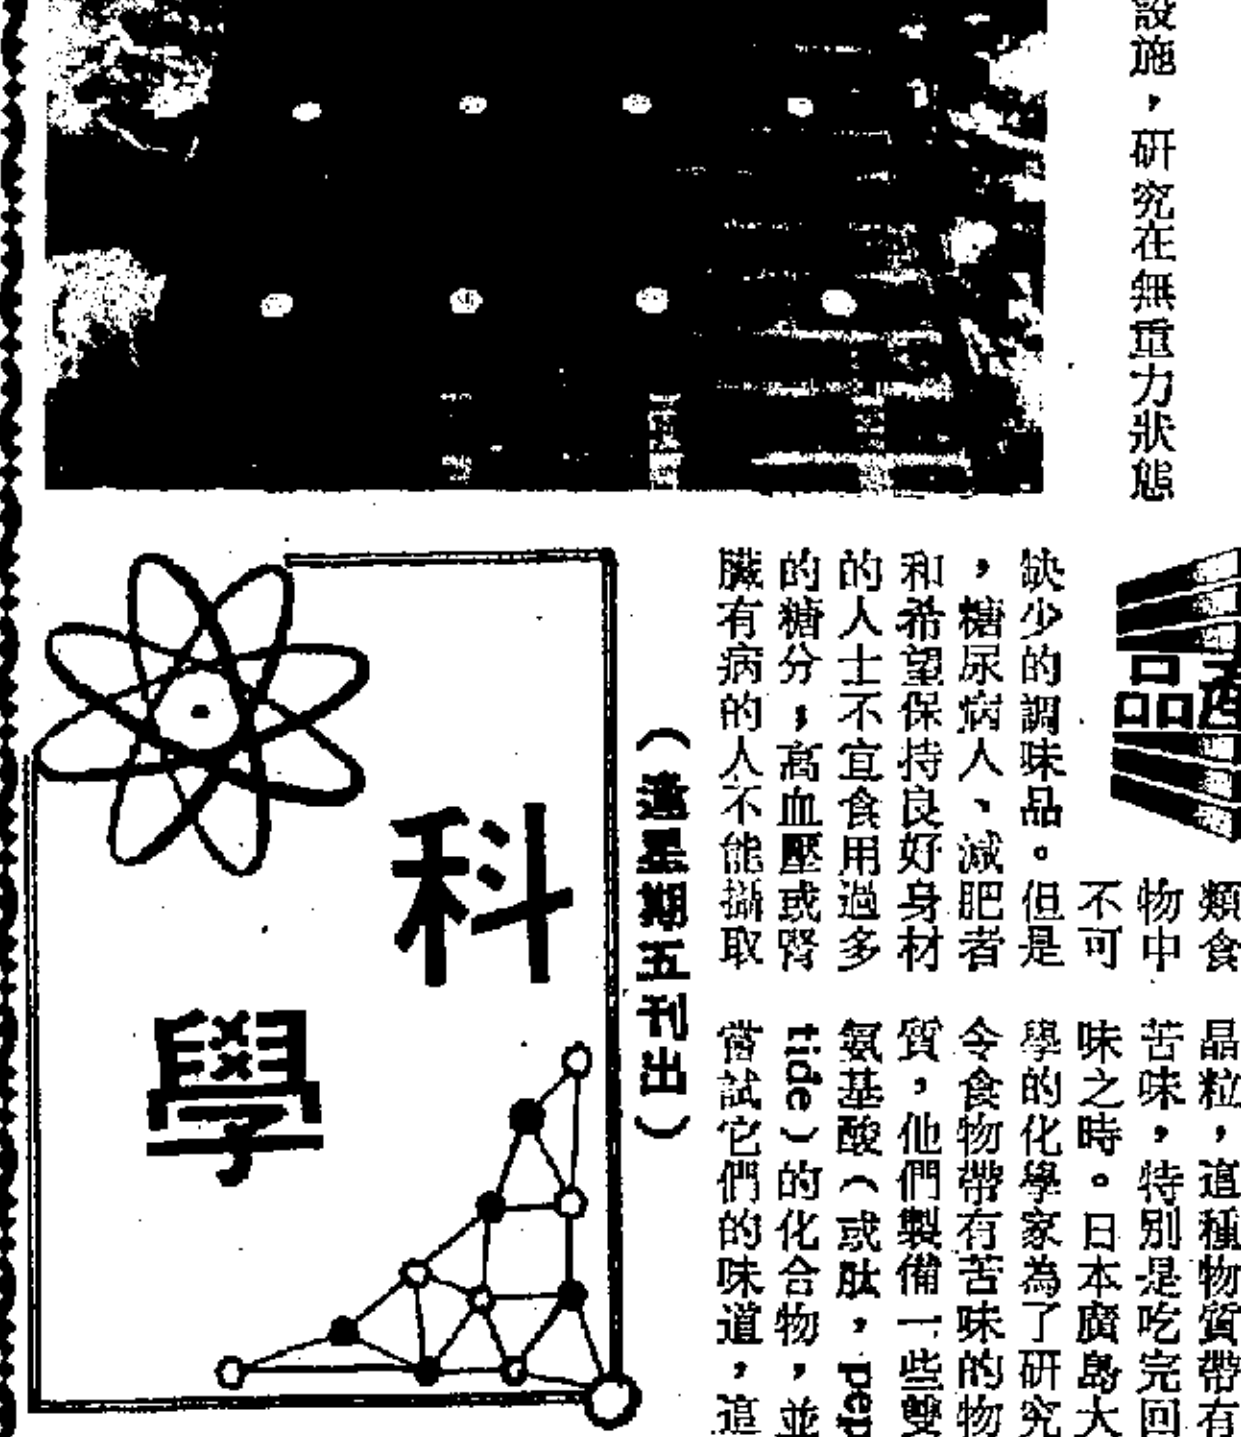 設施，研究在無重力狀態
品
類食
物中
不可
缺少的調味品。但是
，糖尿病人、減肥者
和希望保持良好身材
的人士不宜食用過多
的糖分，高血壓或腎
臟有病的人不能攝取
晶粒，這種物質帶有
苦味，特別是吃完回
味之時。日本廣島大
學的化學家為了研究
令食物帶有苦味的物
質，他們製備一些雙
氨基酸（或肽，pep
tide）的化合物，並
嘗試它們的味道，這
（逢星期五刊出）
科
學